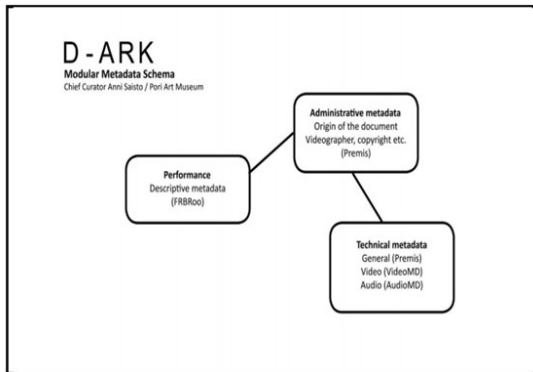 D-ARK
Modular Metadata Schema
Chief Curator Anni Saisto / Pori Art Museum
Administrative metadata
Origin of the document
Videographer, copyright etc.
(Premis)
Performance
Descriptive metadata
(FRBRoo)
Technical metadata
General (Premis)
Video (VideoMD)
Audio (AudioMD)